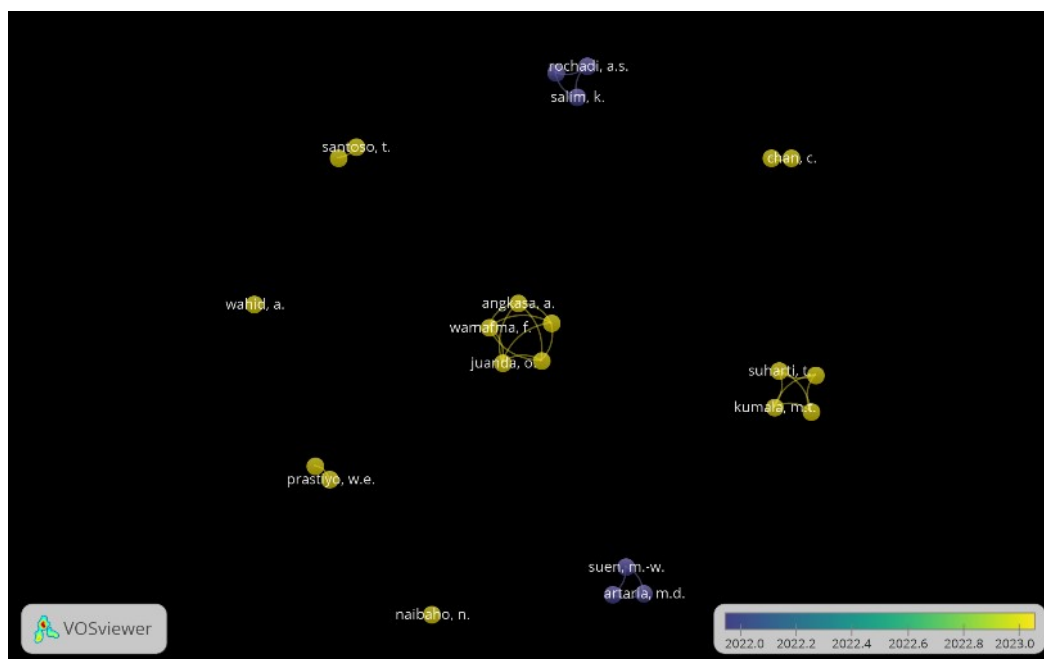 rochadi, a.s.
salim, k.
santoso, t.
chan, c.
wahid, a.
angkasa, a.
wamafma, f.
juanda, o.
suharti, t.
kumala, m.t.
prastiyo, w.e.
suen, m.-w.
artaria, m.d.
naibaho, n.
VOSviewer
2022.0 2022.2 2022.4 2022.6 2022.8 2023.0